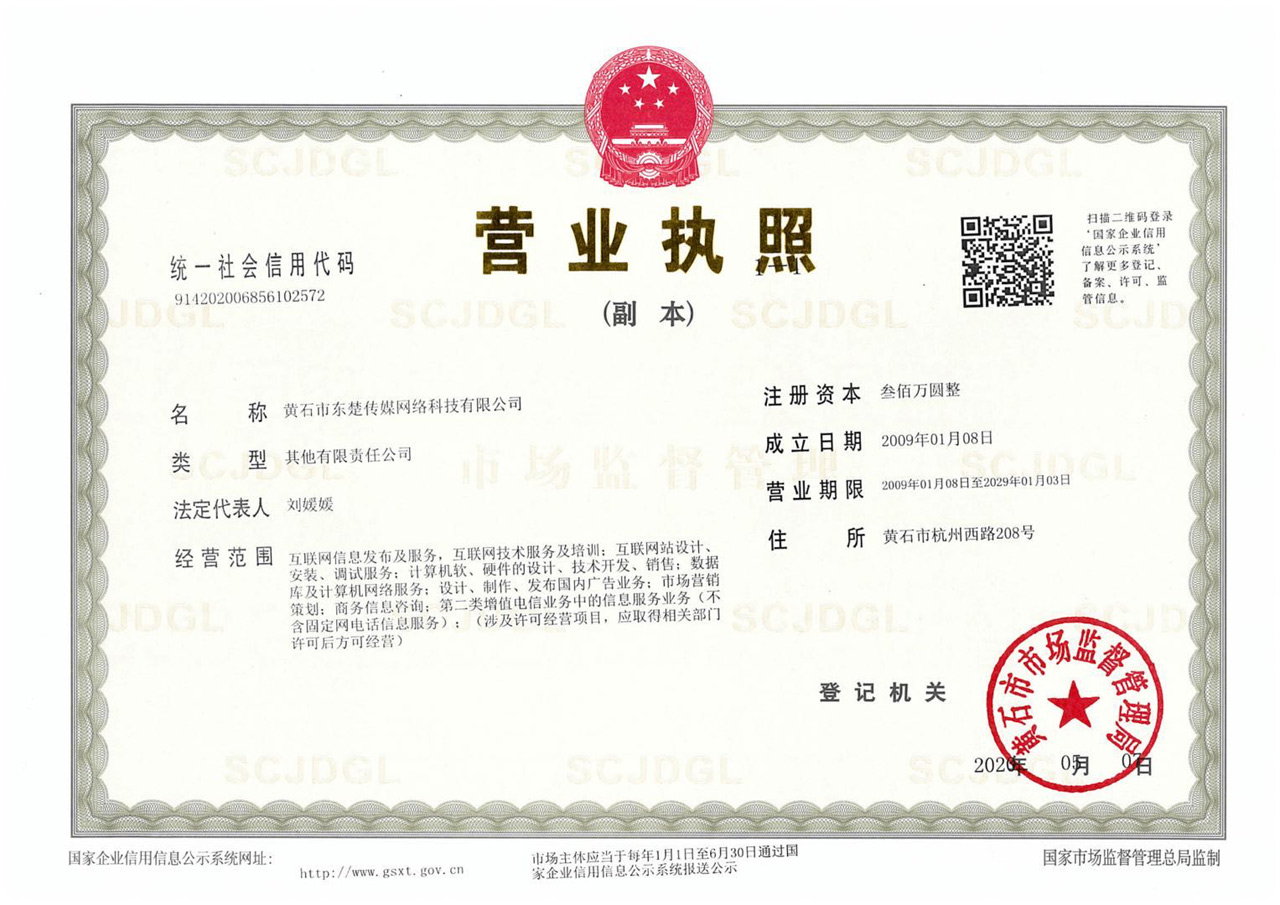 营业执照
1-1
(副 本)
统一社会信用代码
914202006856102572
扫描二维码登录
‘国家企业信用
信息公示系统’
了解更多登记、
备案、许可、监
管信息。
名 称 黄石市东楚传媒网络科技有限公司
类 型 其他有限责任公司
法定代表人 刘媛媛
经营范围 互联网信息发布及服务，互联网技术服务及培训；互联网站设计、
安装、调试服务；计算机软、硬件的设计、技术开发、销售；数据
库及计算机网络服务；设计、制作、发布国内广告业务；市场营销
策划；商务信息咨询；第二类增值电信业务中的信息服务业务（不
含固定网电话信息服务）；（涉及许可经营项目，应取得相关部门
许可后方可经营）
注册资本 叁佰万圆整
成立日期 2009年01月08日
营业期限 2009年01月08日至2029年01月03日
住 所 黄石市杭州西路208号
登记机关
黄石市市场监督管理局
2020年 05月 07日
SCJDGL
市场监督管理
国家企业信用信息公示系统网址：
http://www.gsxt.gov.cn
市场主体应当于每年1月1日至6月30日通过国
家企业信用信息公示系统报送公示
国家市场监督管理总局监制